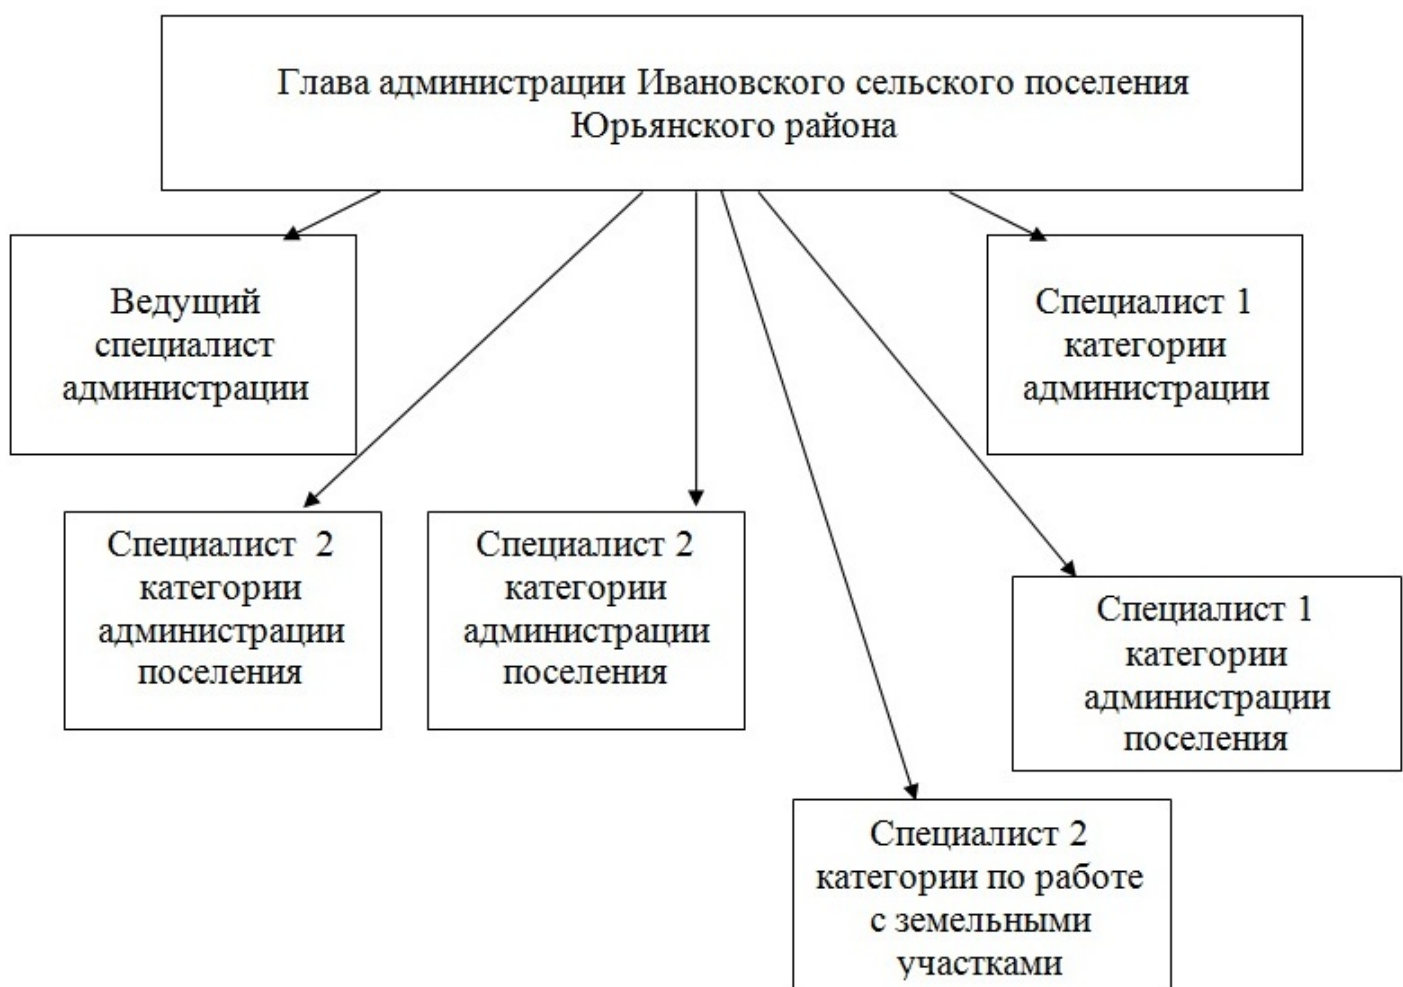 Глава администрации Ивановского сельского поселения
Юрьянского района
Ведущий
специалист
администрации
Специалист 1
категории
администрации
Специалист  2
категории
администрации
поселения
Специалист 2
категории
администрации
поселения
Специалист 1
категории
администрации
поселения
Специалист 2
категории по работе
с земельными
участками